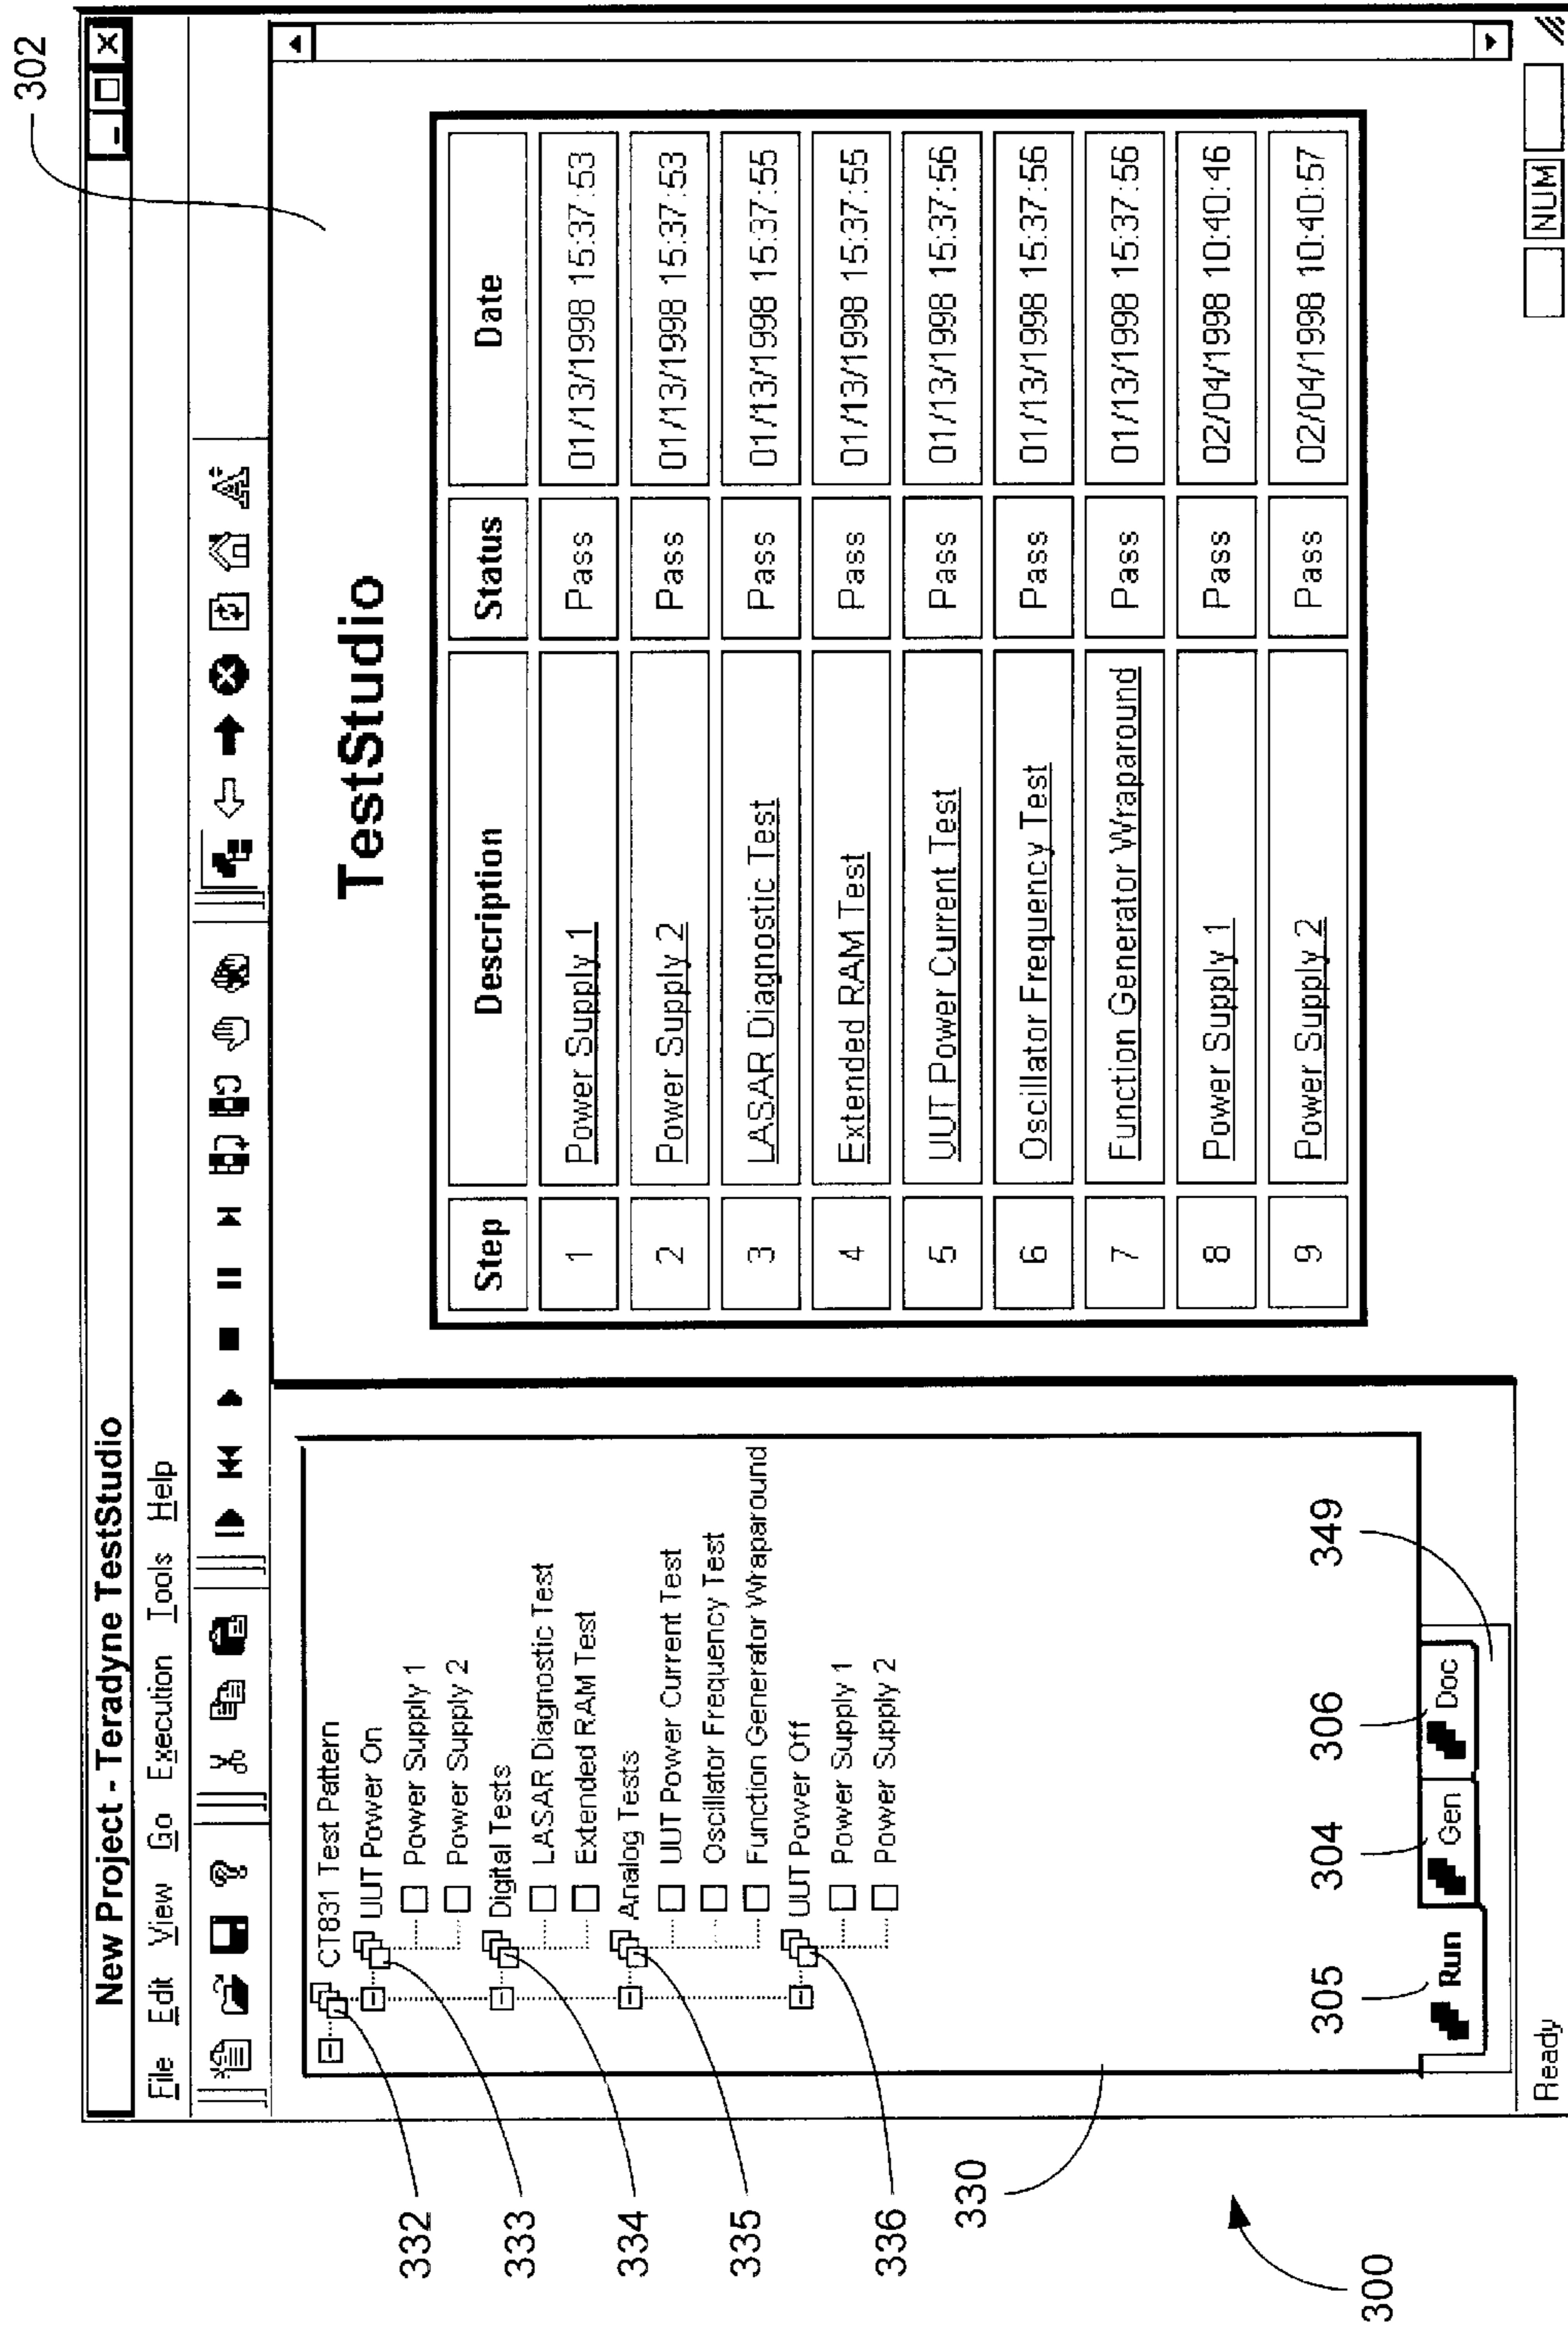 302
New Project - Teradyne TestStudio
File Edit View Go Execution Tools Help
CT831 Test Pattern
UUT Power On
Power Supply 1
Power Supply 2
Digital Tests
LASAR Diagnostic Test
Extended RAM Test
Analog Tests
UUT Power Current Test
Oscillator Frequency Test
Function Generator Wraparound
UUT Power Off
Power Supply 1
Power Supply 2
332
333
334
335
336
330
300
305
304
306
349
Run
Gen
Doc
TestStudio
Step Description Status Date
1 Power Supply 1 Pass 01/13/1998 15:37:53
2 Power Supply 2 Pass 01/13/1998 15:37:53
3 LASAR Diagnostic Test Pass 01/13/1998 15:37:55
4 Extended RAM Test Pass 01/13/1998 15:37:55
5 UUT Power Current Test Pass 01/13/1998 15:37:56
6 Oscillator Frequency Test Pass 01/13/1998 15:37:56
7 Function Generator Wraparound Pass 01/13/1998 15:37:56
8 Power Supply 1 Pass 02/04/1998 10:40:46
9 Power Supply 2 Pass 02/04/1998 10:40:57
Ready
NUM